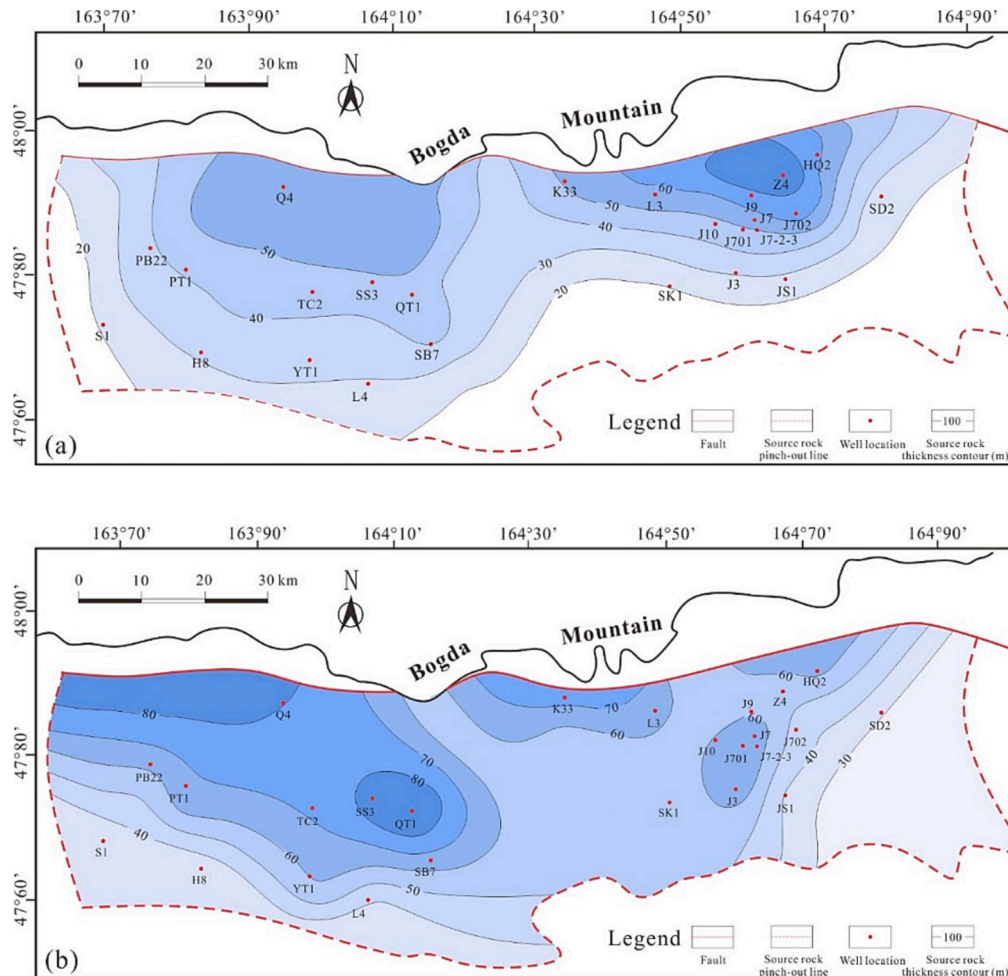 163°70' 163°90' 164°10' 164°30' 164°50' 164°70' 164°90'
0 10 20 30 km
N
Mountain
Bogda
48°00'
HQ2
Z4
K33
60
Q4
L3
J9
SD2
50
J7
J702
40
J10
J701
J7-2-3
20
PB22
50
47°80'
PT1
30
J3
SS3
TC2
QT1
20
SK1
JS1
40
S1
SB7
H8
YT1
L4
47°60'
Legend
100
Fault
Source rock
pinch-out line
Well location
Source rock
thickness contour (m)
(a)
163°70' 163°90' 164°10' 164°30' 164°50' 164°70' 164°90'
0 10 20 30 km
N
48°00'
Mountain
Bogda
HQ2
60
Z4
K33
70
80
Q4
L3
J9
SD2
60
60
J7
J702
J10
J701
J7-2-3
40
30
70
47°80'
PB22
80
PT1
J3
SS3
QT1
SK1
JS1
TC2
40
S1
60
SB7
H8
YT1
50
47°60'
L4
Legend
100
Fault
Source rock
pinch-out line
Well location
Source rock
thickness contour (m)
(b)